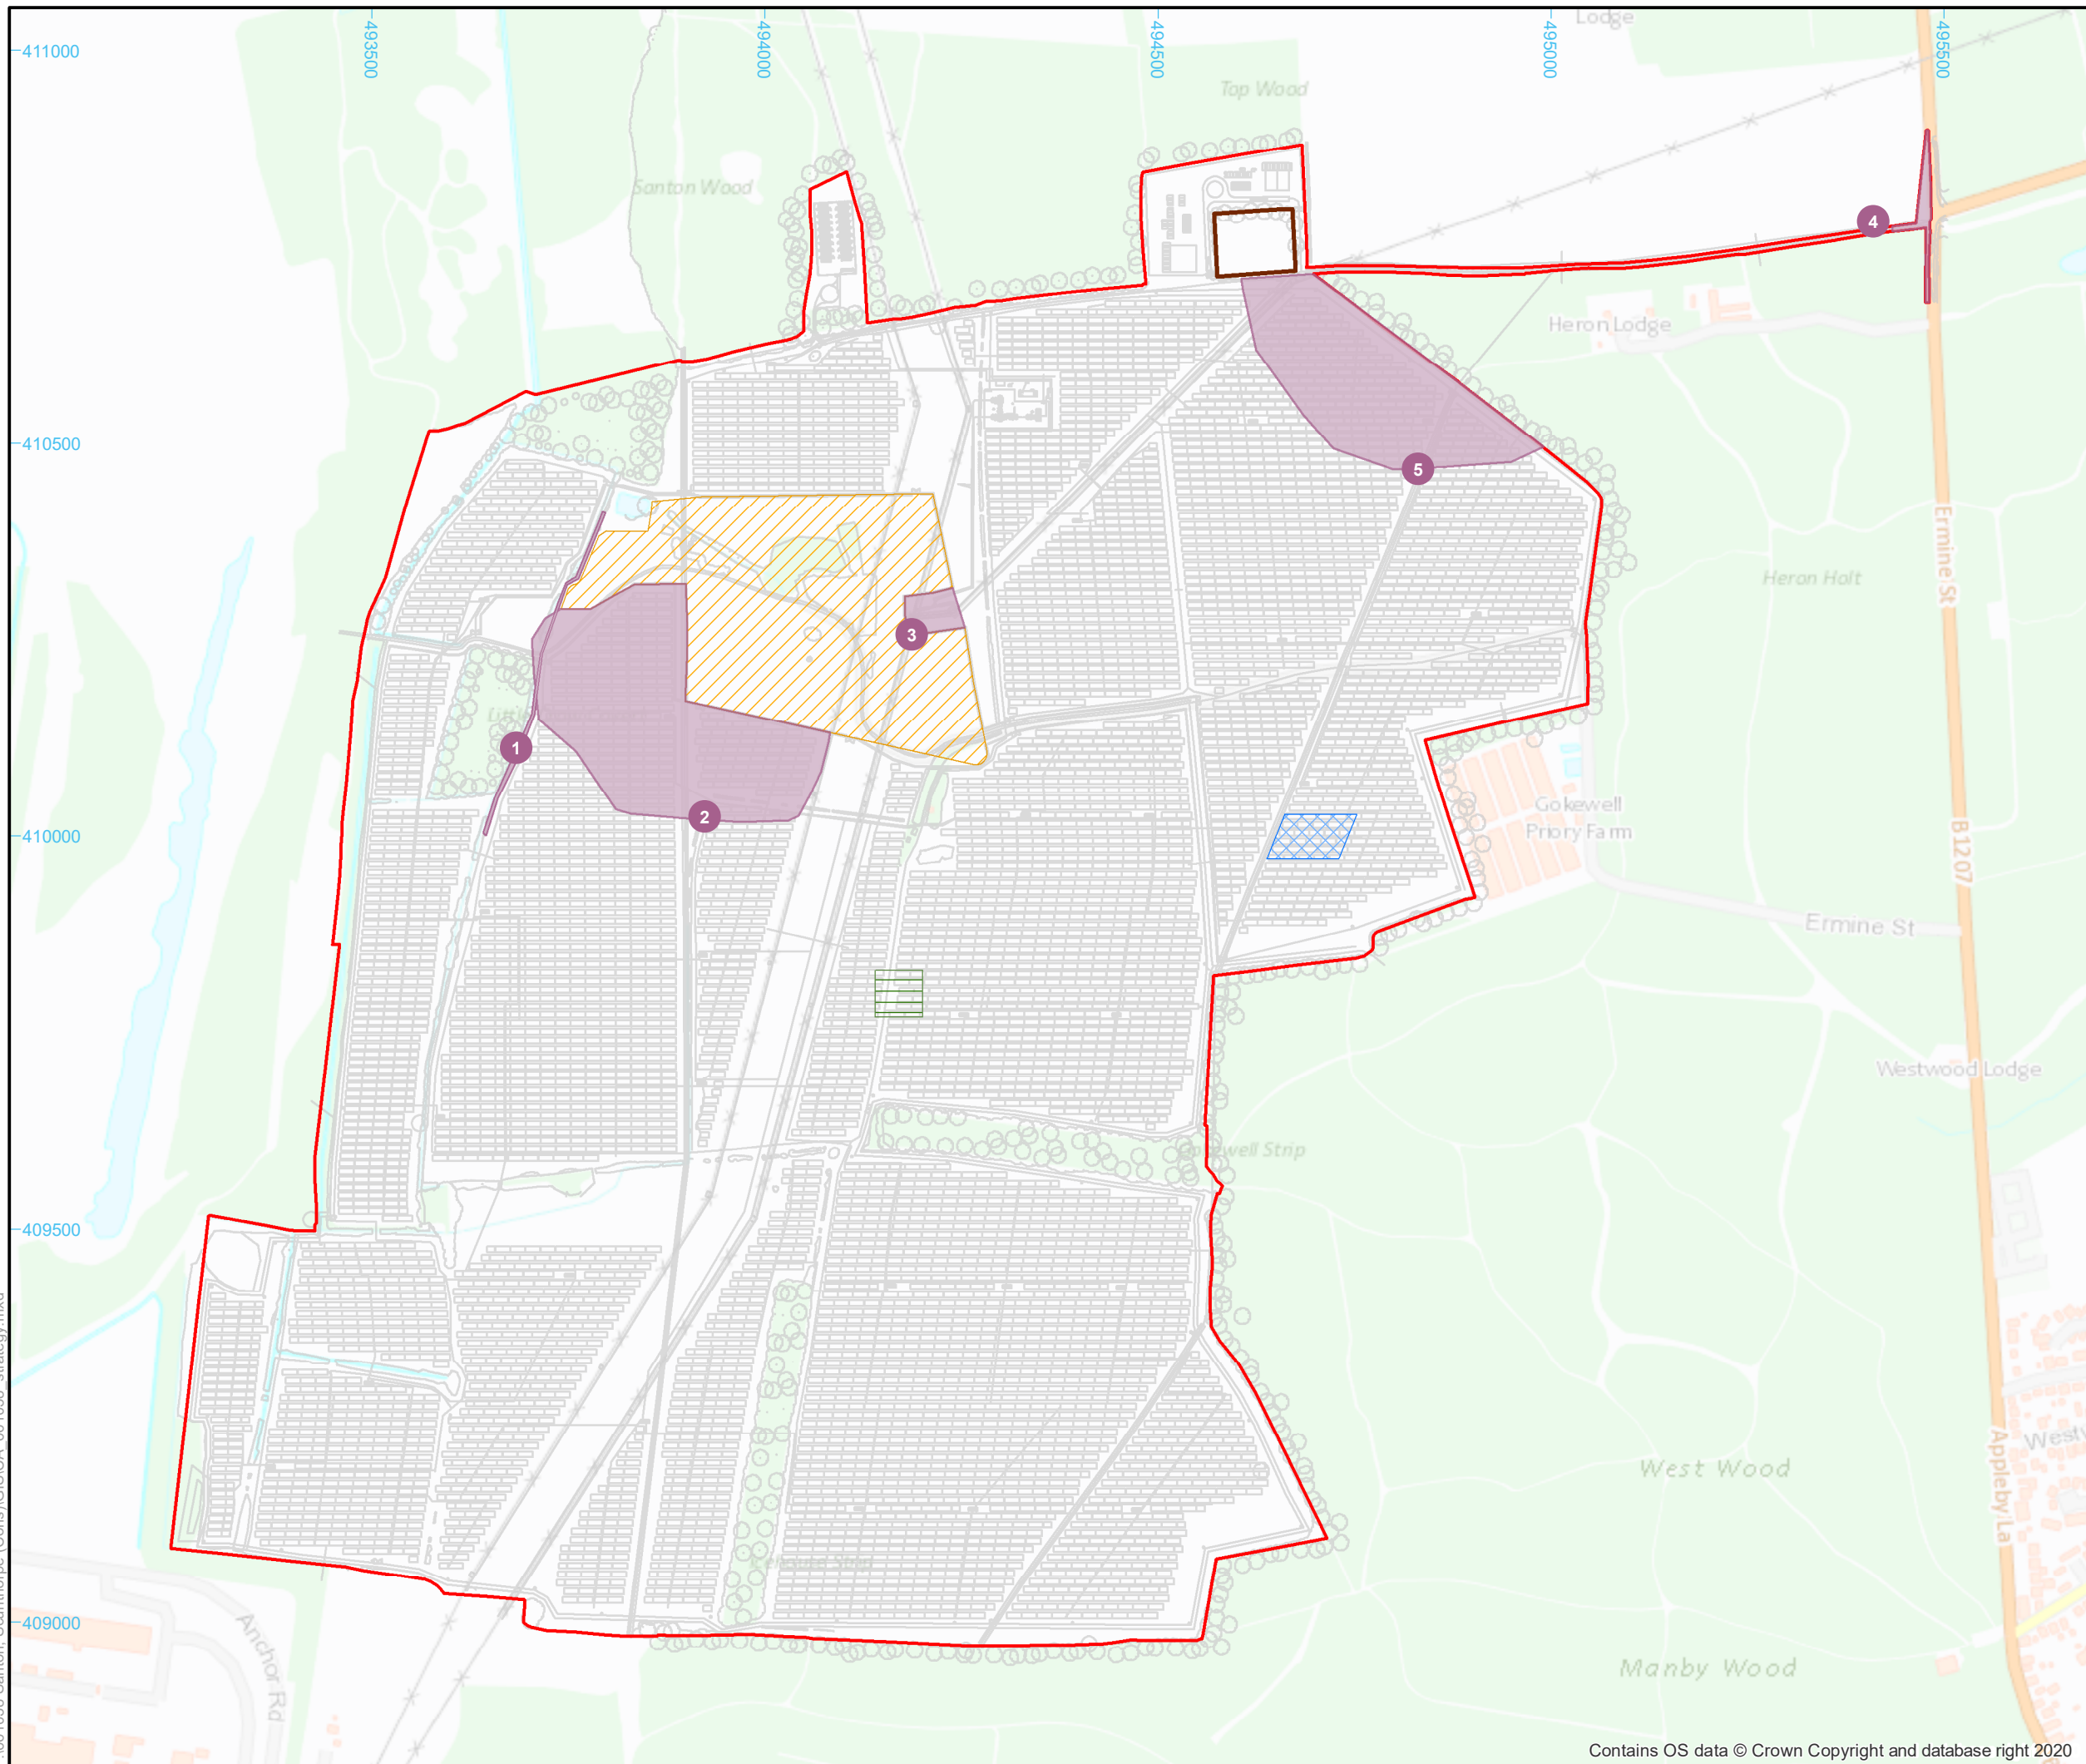 493500
494000
494500
495000
495500
411000
410500
410000
409500
409000
Lodge
Top Wood
Santon Wood
4
Heron Lodge
5
Ermine St
Heron Holt
3
1
2
Gokewell
Priory Farm
B1207
Ermine St
Westwood Lodge
West Wood
Appleby La
Manby Wood
Anchor Rd
Contains OS data © Crown Copyright and database right 2020